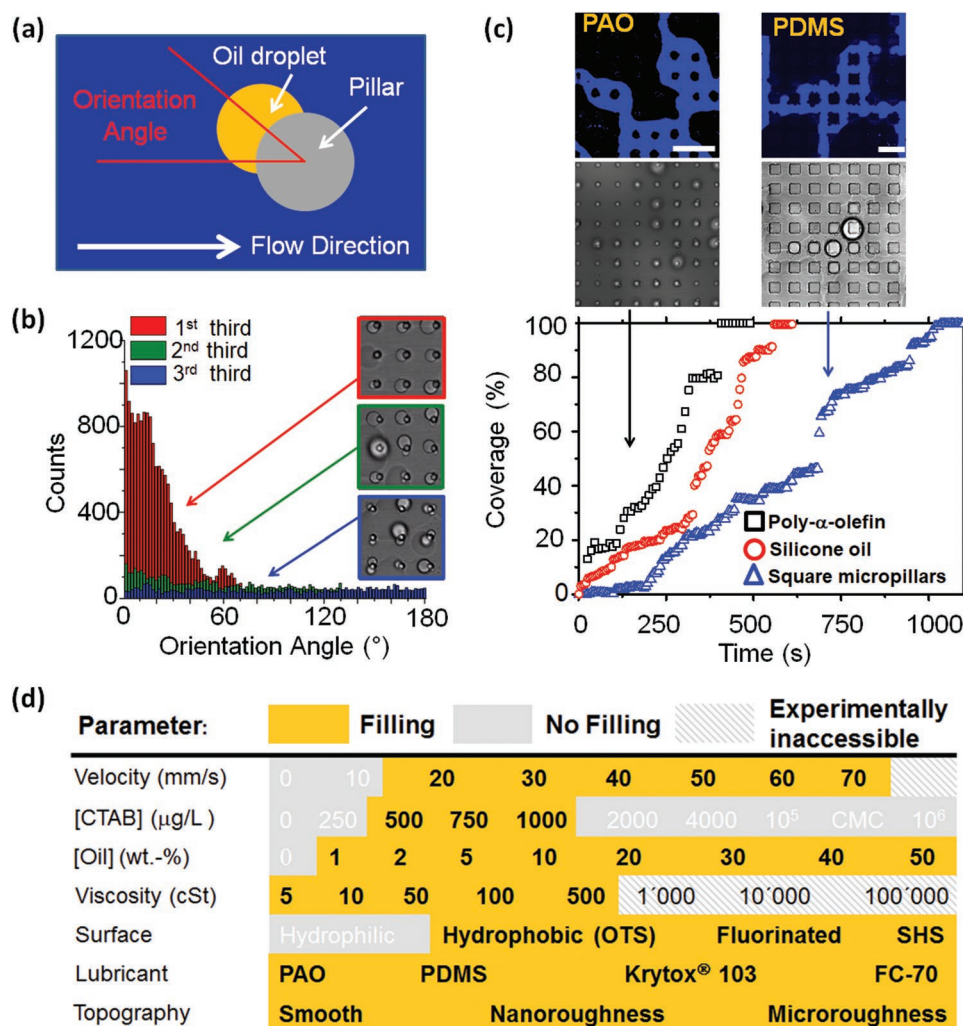 (a)
Oil droplet
Pillar
Orientation
Angle
Flow Direction
(b)
1st third
2nd third
3rd third
1200
800
400
0
Counts
0 60 120 180
Orientation Angle (°)
(c)
PAO PDMS
100
80
60
40
20
0
Coverage (%)
Poly-α-olefin
Silicone oil
Square micropillars
0 250 500 750 1000
Time (s)
(d)
Parameter: Filling No Filling Experimentally
inaccessible
Velocity (mm/s) 0 10 20 30 40 50 60 70
[CTAB] (μg/L ) 0 250 500 750 1000 2000 4000 10⁵ CMC 10⁶
[Oil] (wt.-%) 0 1 2 5 10 20 30 40 50
Viscosity (cSt) 5 10 50 100 500 1´000 10´000 100´000
Surface Hydrophilic Hydrophobic (OTS) Fluorinated SHS
Lubricant PAO PDMS Krytox® 103 FC-70
Topography Smooth Nanoroughness Microroughness